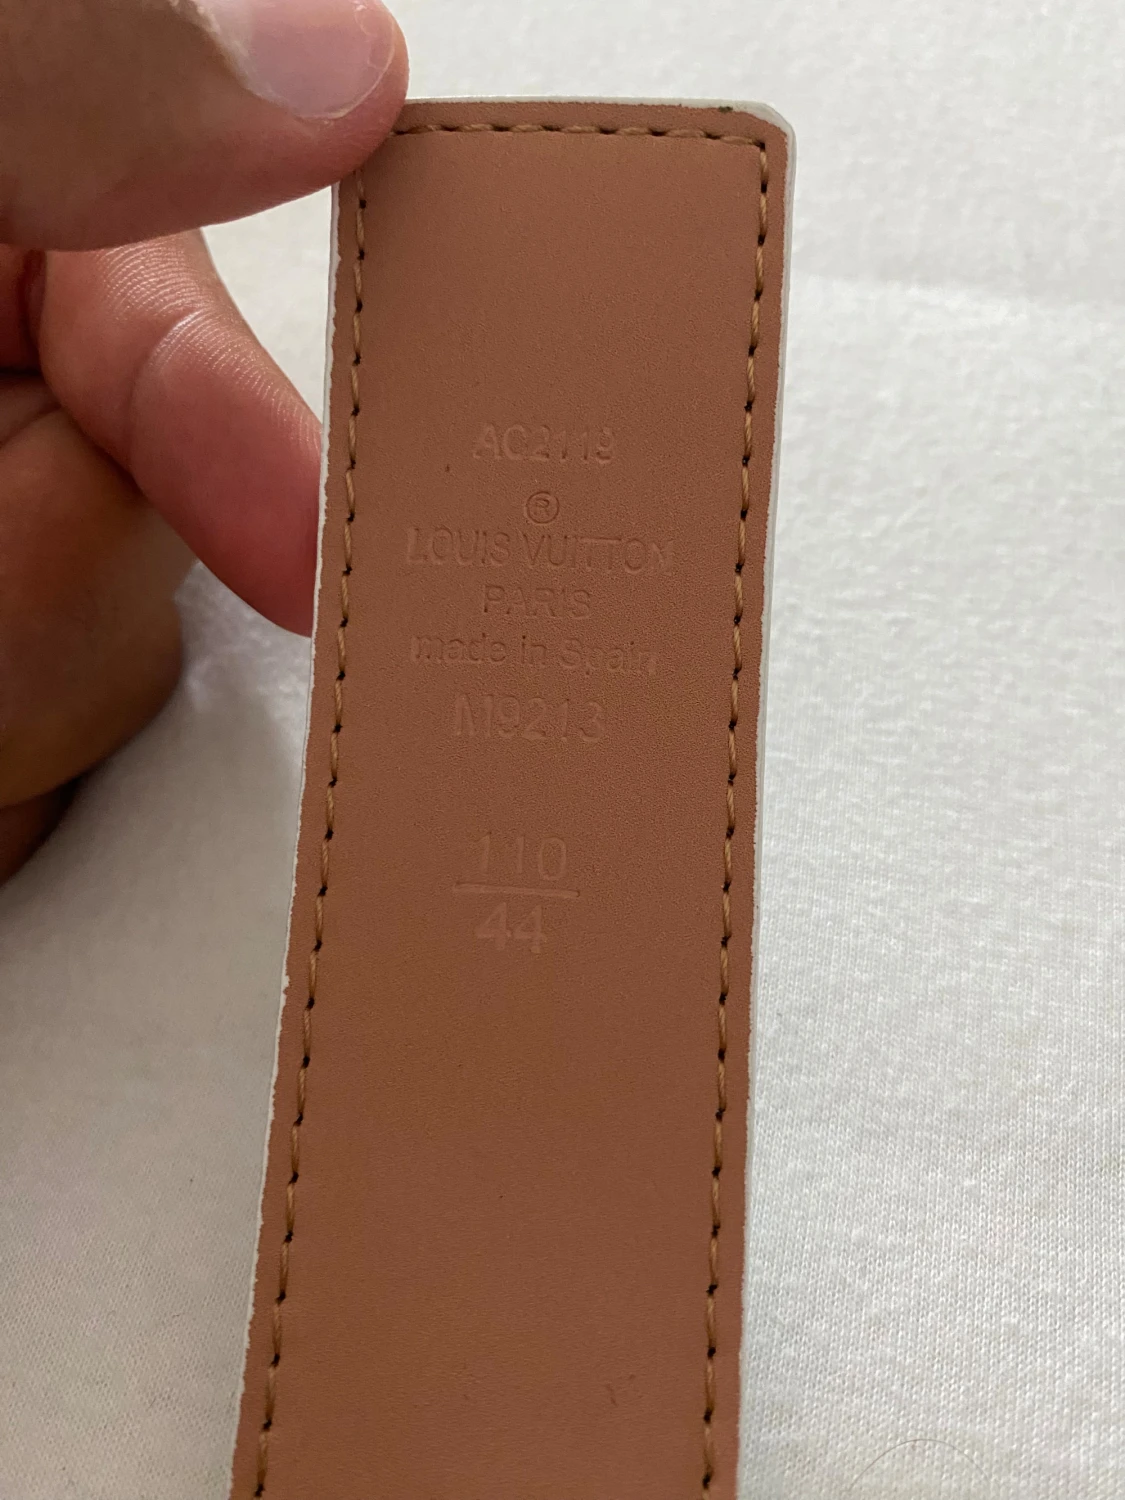 AC2118
®
LOUIS VUITTON
PARIS
made in Spain
M9213
110
44